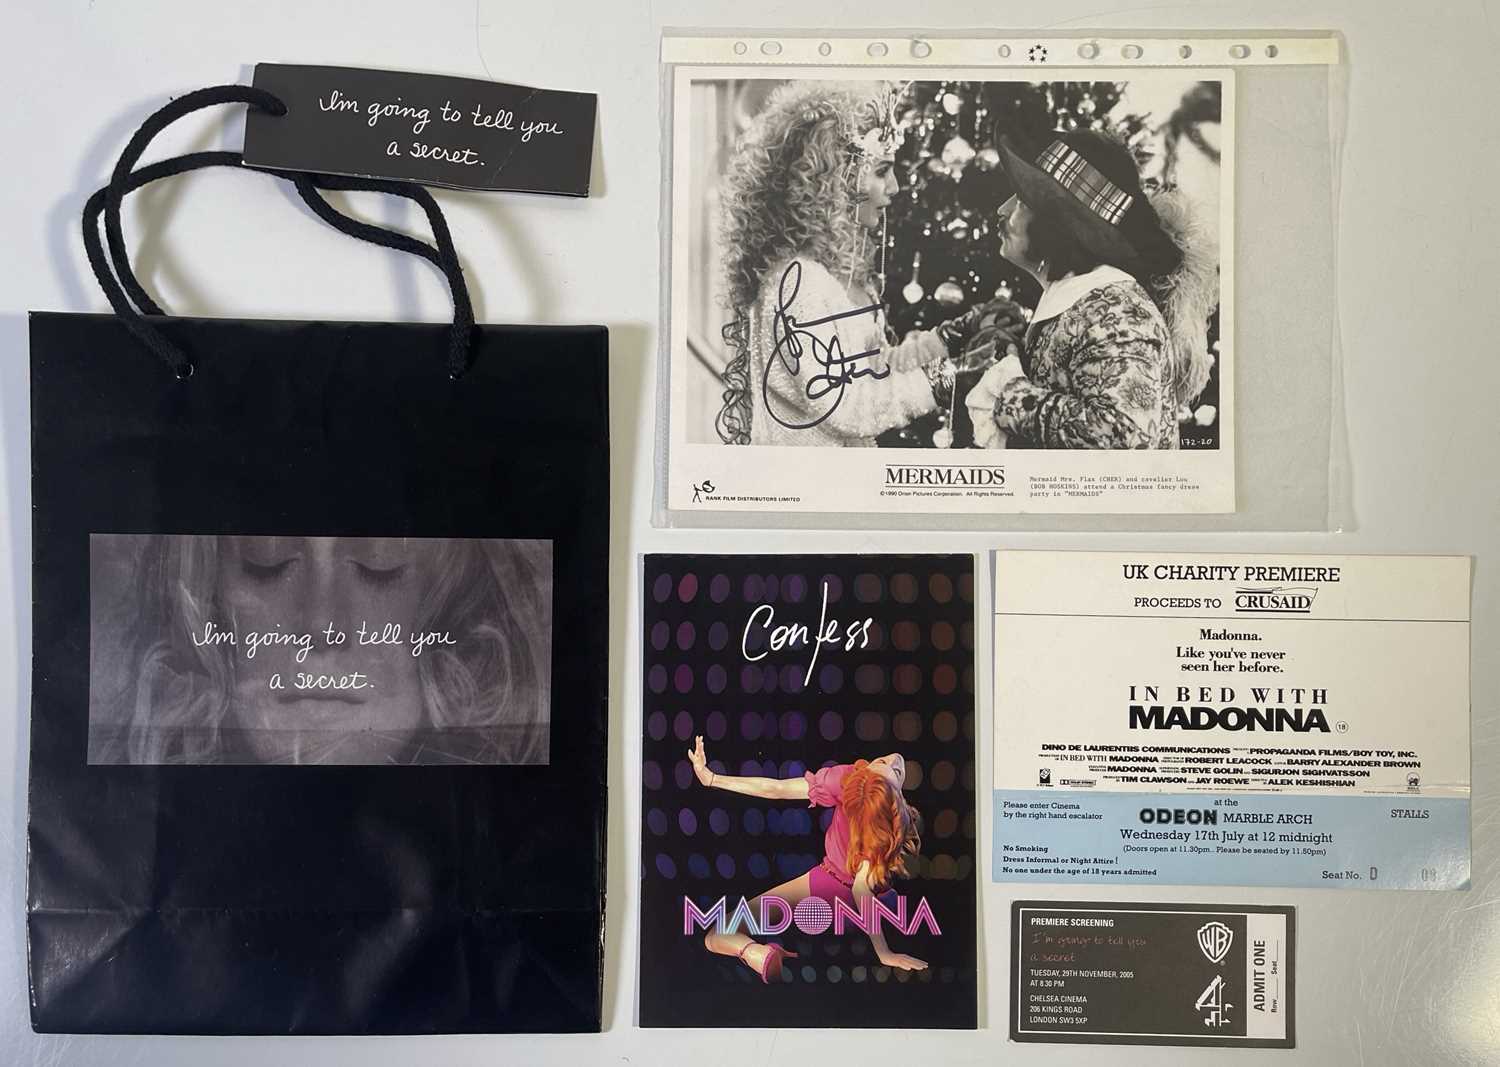 I'm going to tell you
a secret.
I'm going to tell you
a secret.
172-20
RANK FILM DISTRIBUTORS LIMITED
MERMAIDS
©1990 Orion Pictures Corporation. All Rights Reserved.
Mermaid Mrs. Flax (CHER) and cavalier Lou
(BOB HOSKINS) attend a Christmas fancy dress
party in "MERMAIDS"
Confess
MADONNA
UK CHARITY PREMIERE
PROCEEDS TO CRUSAID
Madonna.
Like you've never
seen her before.
IN BED WITH
MADONNA 18
DINO DE LAURENTIIS COMMUNICATIONS PROPAGANDA FILMS/BOY TOY, INC.
IN BED WITH MADONNA ROBERT LEACOCK BARRY ALEXANDER BROWN
MADONNA STEVE GOLIN SIGURJON SIGHVATSSON
TIM CLAWSON AND JAY ROEWE ALEK KESHISHIAN
Please enter Cinema
by the right hand escalator
at the
ODEON MARBLE ARCH
STALLS
Wednesday 17th July at 12 midnight
(Doors open at 11.30pm.. Please be seated by 11.50pm)
No Smoking
Dress Informal or Night Attire !
No one under the age of 18 years admitted
Seat No. D
PREMIERE SCREENING
I'm going to tell you
a secret
TUESDAY, 29TH NOVEMBER, 2005
AT 8.30 PM
CHELSEA CINEMA
206 KINGS ROAD
LONDON SW3 5XP
WB
4
ADMIT ONE
Row Seat